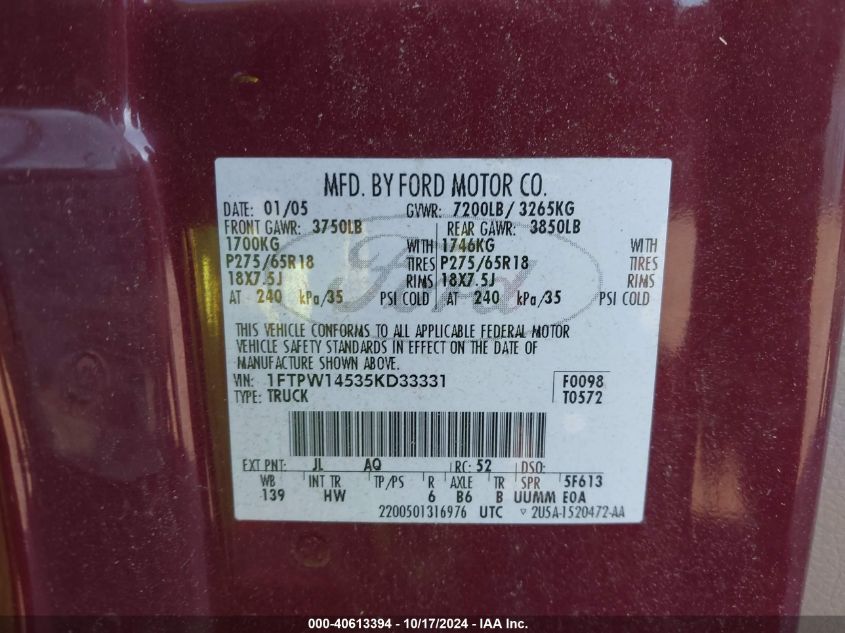 MFD. BY FORD MOTOR CO.
DATE: 01/05 GVWR: 7200LB/ 3265KG
FRONT GAWR: 3750LB REAR GAWR: 3850LB
1700KG WITH 1746KG WITH
P275/65R18 TIRES P275/65R18 TIRES
18X7.5J RIMS 18X7.5J RIMS
AT 240 kPa/35 PSI COLD AT 240 kPa/35 PSI COLD
THIS VEHICLE CONFORMS TO ALL APPLICABLE FEDERAL MOTOR
VEHICLE SAFETY STANDARDS IN EFFECT ON THE DATE OF
MANUFACTURE SHOWN ABOVE.
VIN: 1FTPW14535KD33331 F0098
TYPE: TRUCK T0572
Ford
EXT PNT: JL AQ RC: 52 DSO:
WB INT TR TP/PS R AXLE TR SPR 5F613
139 HW 6 B6 B UUMM E0A
2200501316976 UTC ▽ 2U5A-1520472-AA
000-40613394 - 10/17/2024 - IAA Inc.